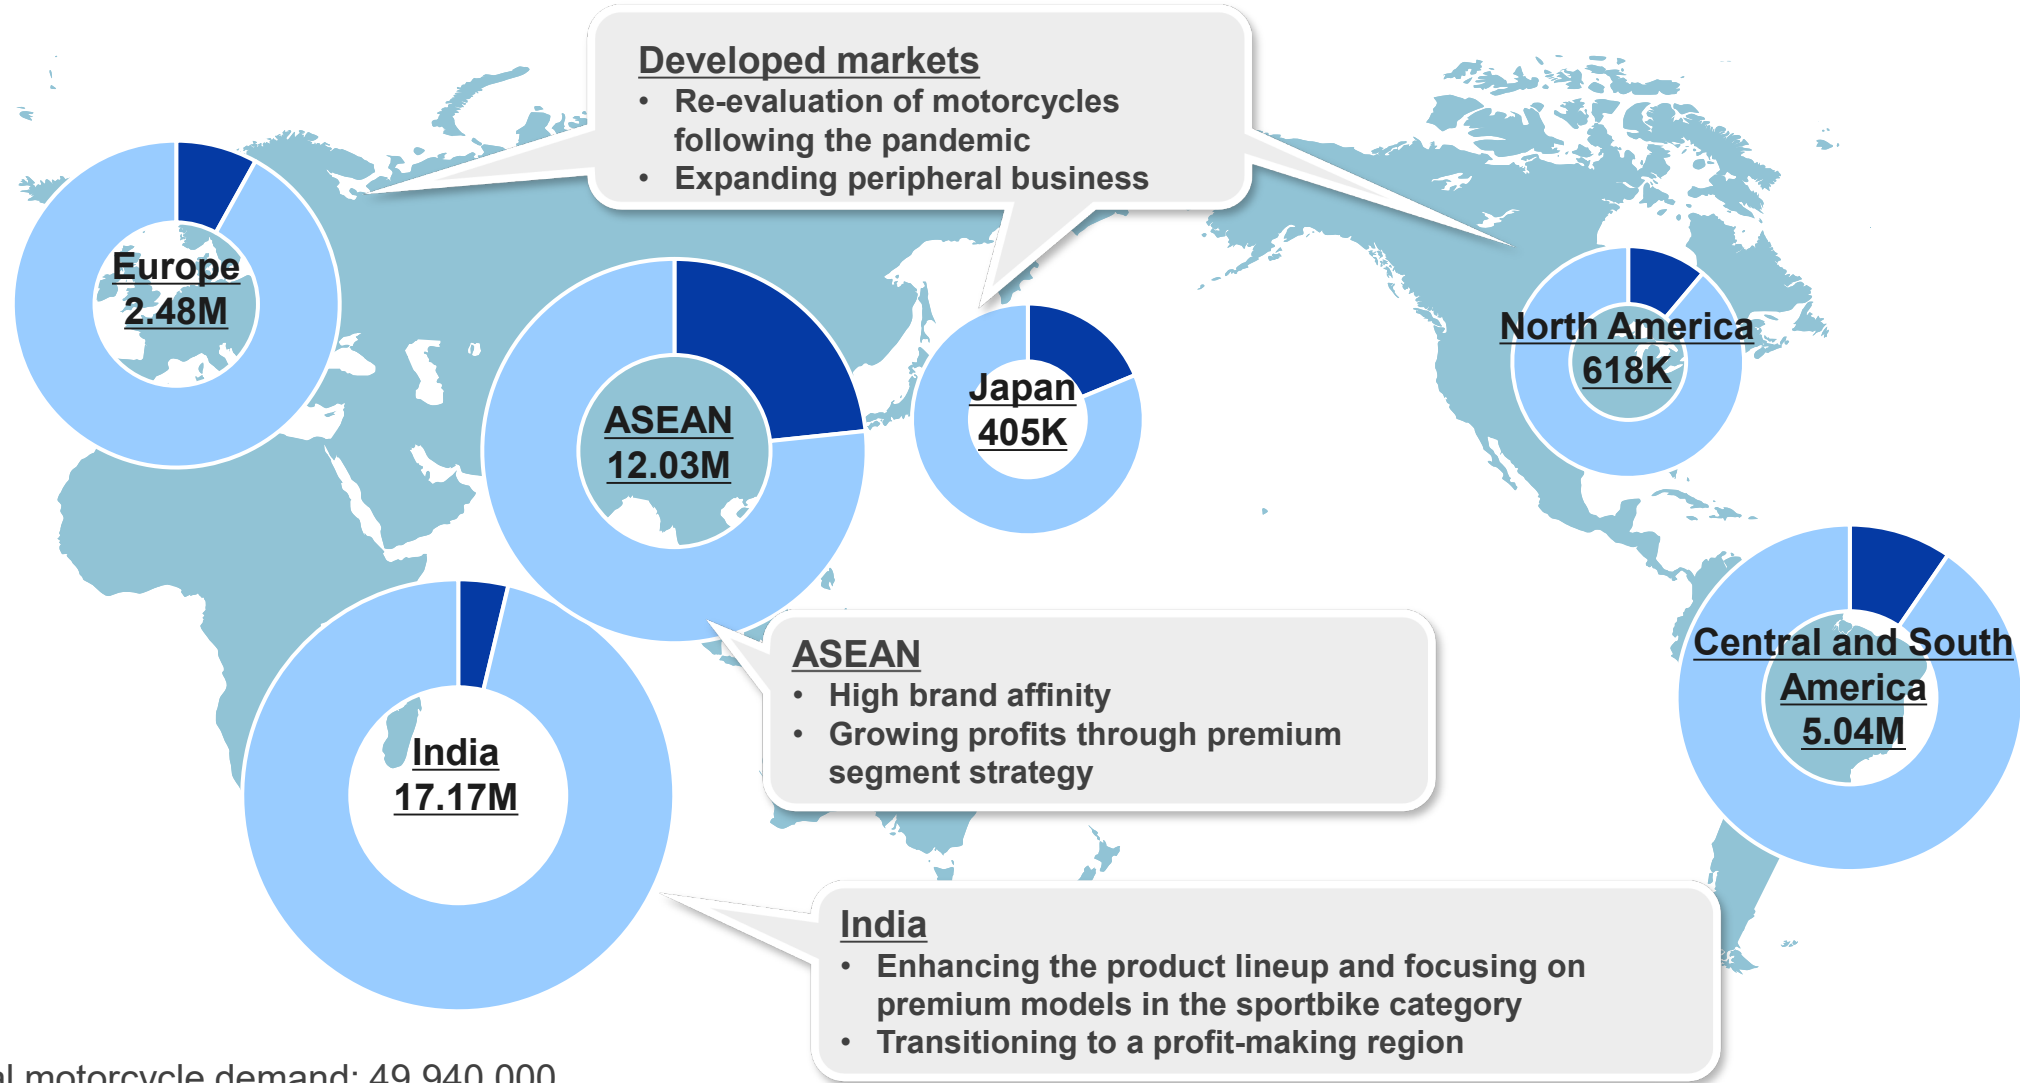 Developed markets
• Re-evaluation of motorcycles
following the pandemic
• Expanding peripheral business
Europe
2.48M
ASEAN
12.03M
Japan
405K
North America
618K
India
17.17M
Central and South
America
5.04M
ASEAN
• High brand affinity
• Growing profits through premium
segment strategy
India
• Enhancing the product lineup and focusing on
premium models in the sportbike category
• Transitioning to a profit-making region
motorcycle demand: 49,940,000